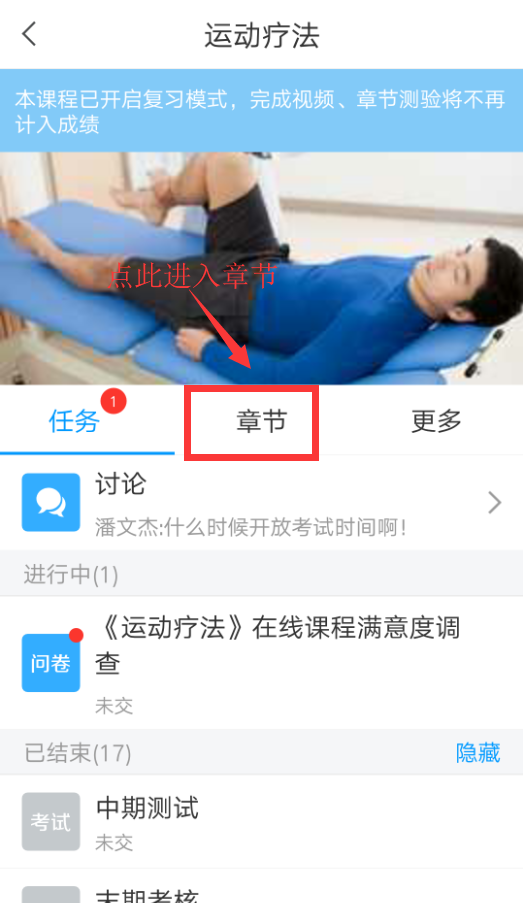 运动疗法
本课程已开启复习模式，完成视频、章节测验将不再
计入成绩
点此进入章节
任务
1
章节
更多
讨论
潘文杰:什么时候开放考试时间啊!
进行中(1)
《运动疗法》在线课程满意度调
查
问卷
未交
已结束(17)
隐藏
中期测试
考试
未交
末期考核